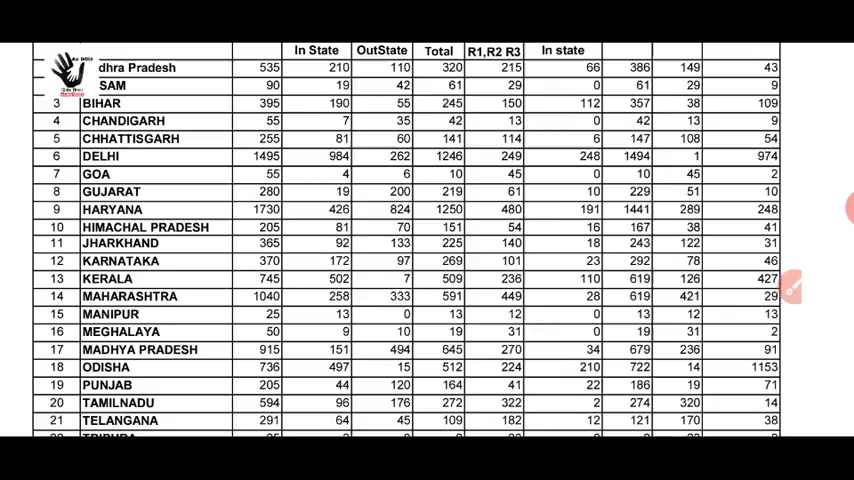 In State OutState Total R1,R2 R3 In state
dhra Pradesh 535 210 110 320 215 66 386 149 43
SAM 90 19 42 61 29 0 61 29 9
3 BIHAR 395 190 55 245 150 112 357 38 109
4 CHANDIGARH 55 7 35 42 13 0 42 13 9
5 CHHATTISGARH 255 81 60 141 114 6 147 108 54
6 DELHI 1495 984 262 1246 249 248 1494 1 974
7 GOA 55 4 6 10 45 0 10 45 2
8 GUJARAT 280 19 200 219 61 10 229 51 10
9 HARYANA 1730 426 824 1250 480 191 1441 289 248
10 HIMACHAL PRADESH 205 81 70 151 54 16 167 38 41
11 JHARKHAND 365 92 133 225 140 18 243 122 31
12 KARNATAKA 370 172 97 269 101 23 292 78 46
13 KERALA 745 502 7 509 236 110 619 126 427
14 MAHARASHTRA 1040 258 333 591 449 28 619 421 29
15 MANIPUR 25 13 0 13 12 0 13 12 13
16 MEGHALAYA 50 9 10 19 31 0 19 31 2
17 MADHYA PRADESH 915 151 494 645 270 34 679 236 91
18 ODISHA 736 497 15 512 224 210 722 14 1153
19 PUNJAB 205 44 120 164 41 22 186 19 71
20 TAMILNADU 594 96 176 272 322 2 274 320 14
21 TELANGANA 291 64 45 109 182 12 121 170 38